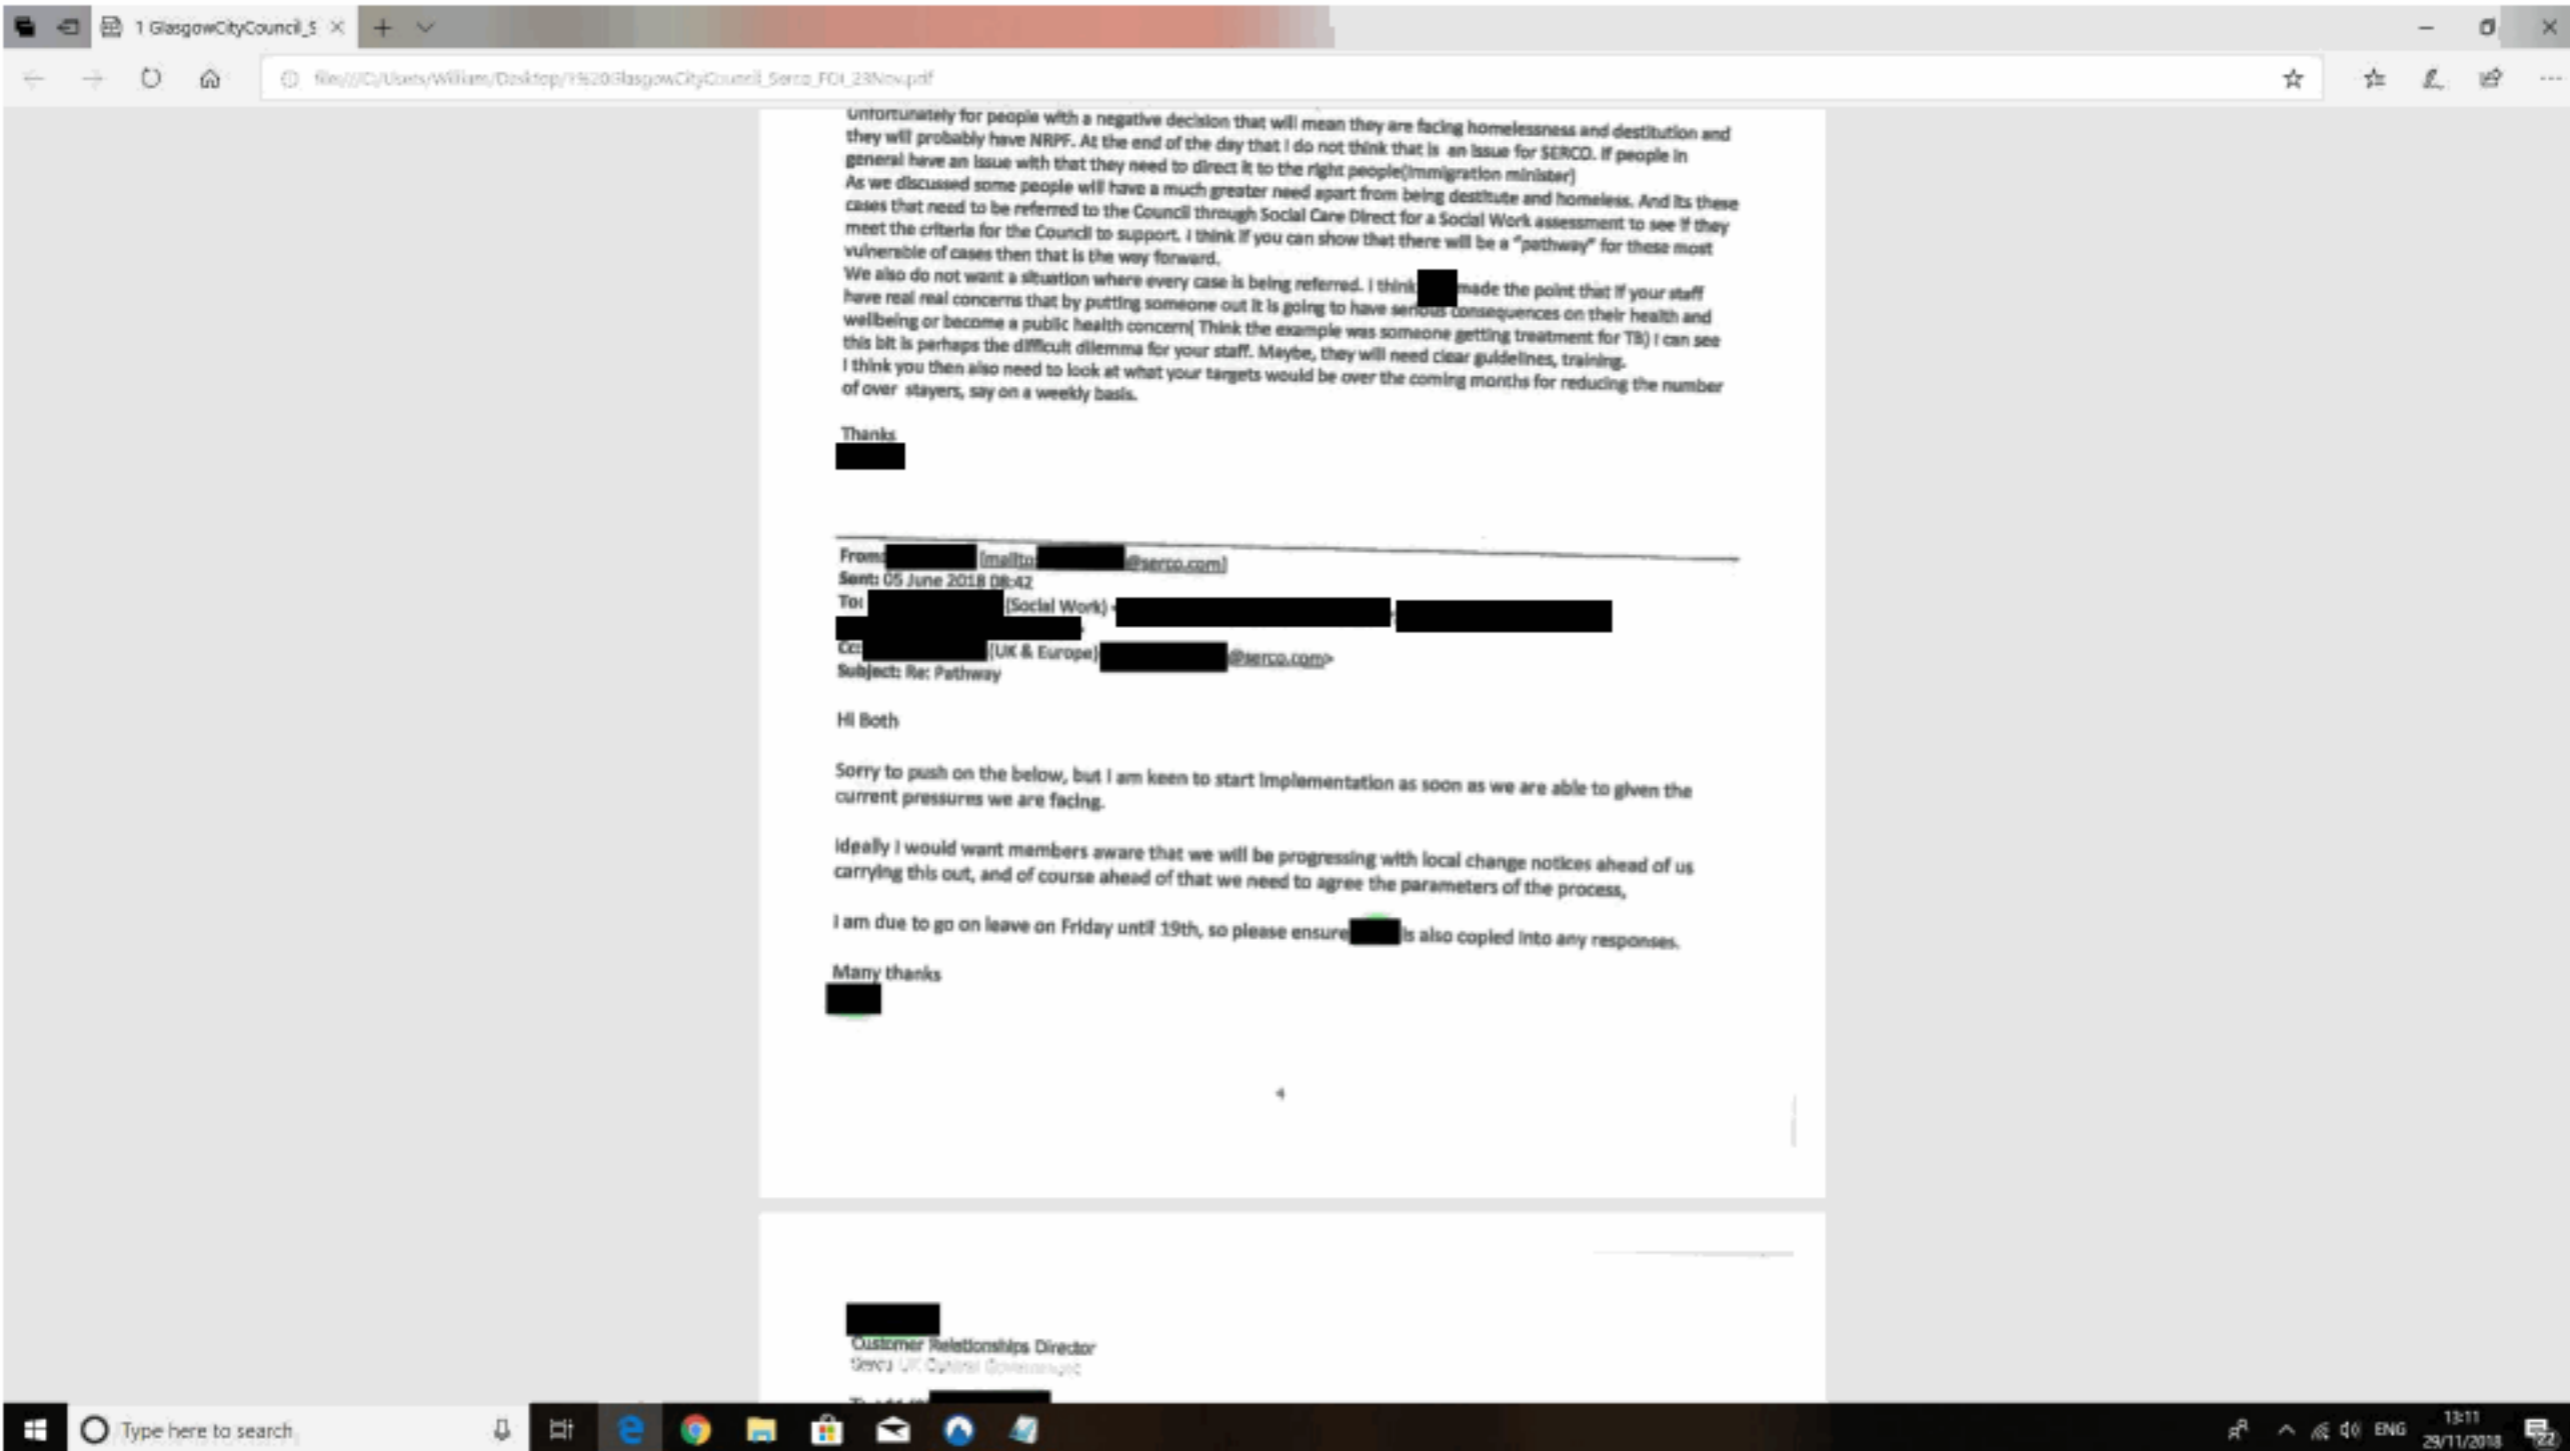 1 GlasgowCityCouncil_S
file:///C:/Users/William/Desktop/1%20GlasgowCityCouncil_Serco_FOI_23Nov.pdf
Unfortunately for people with a negative decision that will mean they are facing homelessness and destitution and
they will probably have NRPF. At the end of the day that I do not think that is an issue for SERCO. If people in
general have an issue with that they need to direct it to the right people(immigration minister)
As we discussed some people will have a much greater need apart from being destitute and homeless. And its these
cases that need to be referred to the Council through Social Care Direct for a Social Work assessment to see if they
meet the criteria for the Council to support. I think if you can show that there will be a "pathway" for these most
vulnerable of cases then that is the way forward.
We also do not want a situation where every case is being referred. I think made the point that if your staff
have real real concerns that by putting someone out it is going to have serious consequences on their health and
wellbeing or become a public health concern( Think the example was someone getting treatment for TB) I can see
this bit is perhaps the difficult dilemma for your staff. Maybe, they will need clear guidelines, training.
I think you then also need to look at what your targets would be over the coming months for reducing the number
of over stayers, say on a weekly basis.
Thanks
From: [mailto: @serco.com]
Sent: 05 June 2018 08:42
To: (Social Work) <
Cc: (UK & Europe) @serco.com>
Subject: Re: Pathway
Hi Both
Sorry to push on the below, but I am keen to start implementation as soon as we are able to given the
current pressures we are facing.
Ideally I would want members aware that we will be progressing with local change notices ahead of us
carrying this out, and of course ahead of that we need to agree the parameters of the process,
I am due to go on leave on Friday until 19th, so please ensure is also copied into any responses.
Many thanks
4
Customer Relationships Director
Serco UK Central Government
Type here to search
ENG
13:11
29/11/2018
22